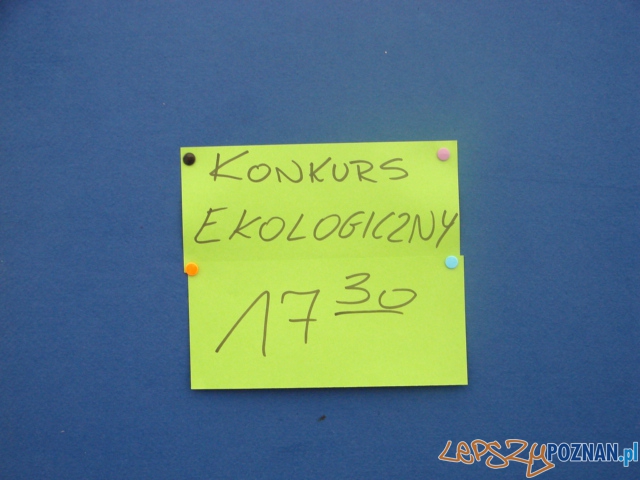 KONKURS
EKOLOGICZNY
17 30
LEPSZYPOZNAN.pl